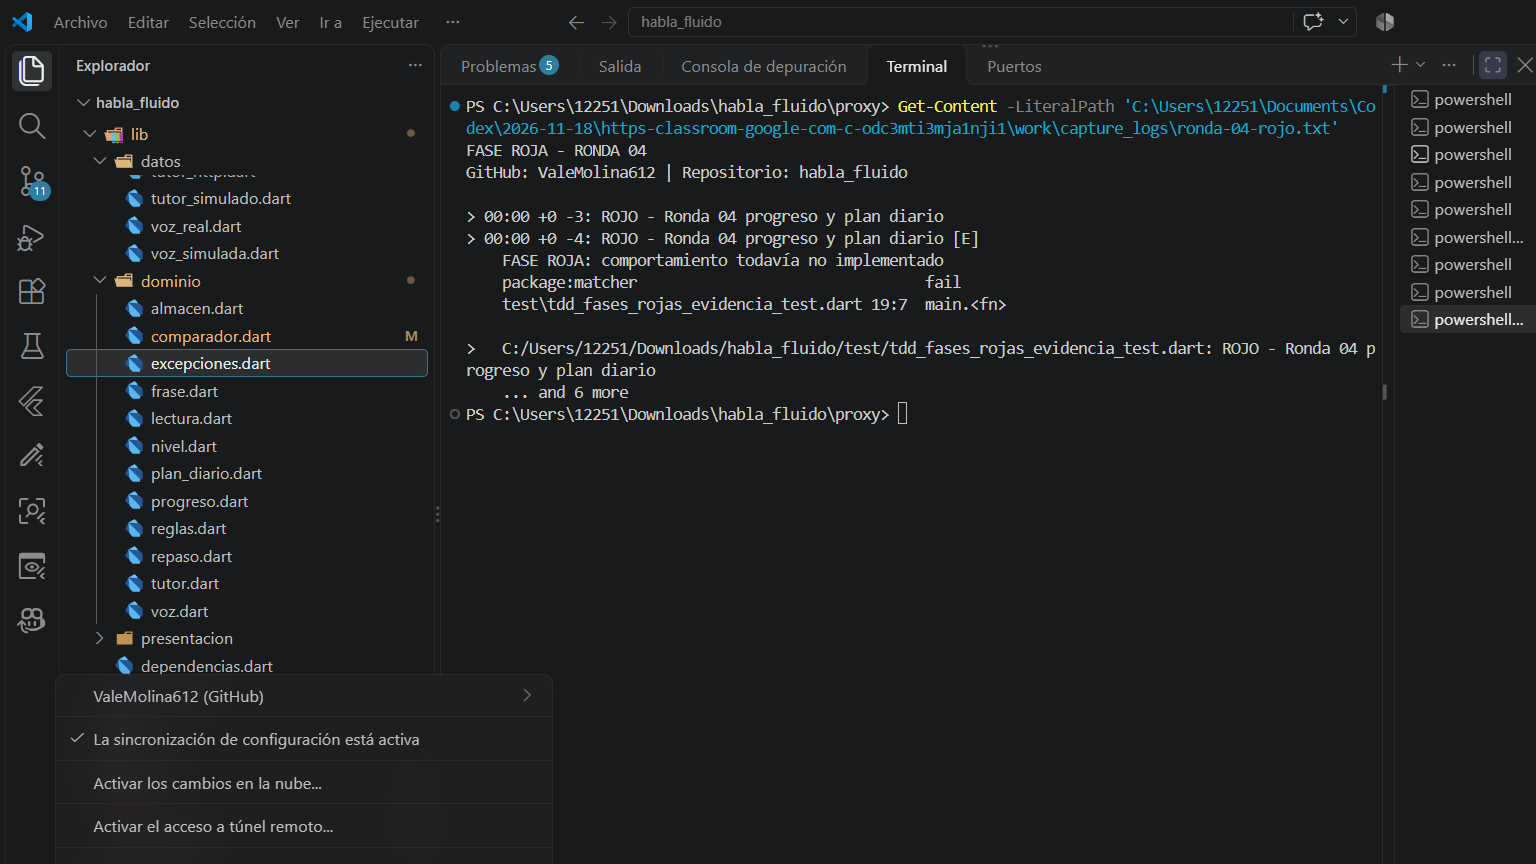 Archivo Editar Selección Ver Ir a Ejecutar ···
habla_fluido
Explorador ···
habla_fluido
lib
datos
tutor_http.dart
tutor_simulado.dart
voz_real.dart
voz_simulada.dart
dominio
almacen.dart
comparador.dart M
excepciones.dart
frase.dart
lectura.dart
nivel.dart
plan_diario.dart
progreso.dart
reglas.dart
repaso.dart
tutor.dart
voz.dart
presentacion
dependencias.dart
11
ValeMolina612 (GitHub)
La sincronización de configuración está activa
Activar los cambios en la nube...
Activar el acceso a túnel remoto...
Problemas 5 Salida Consola de depuración Terminal Puertos
PS C:\Users\12251\Downloads\habla_fluido\proxy> Get-Content -LiteralPath 'C:\Users\12251\Documents\Co
dex\2026-11-18\https-classroom-google-com-c-odc3mti3mja1nji1\work\capture_logs\ronda-04-rojo.txt'
FASE ROJA - RONDA 04
GitHub: ValeMolina612 | Repositorio: habla_fluido
> 00:00 +0 -3: ROJO - Ronda 04 progreso y plan diario
> 00:00 +0 -4: ROJO - Ronda 04 progreso y plan diario [E]
FASE ROJA: comportamiento todavía no implementado
package:matcher fail
test\tdd_fases_rojas_evidencia_test.dart 19:7 main.<fn>
> C:/Users/12251/Downloads/habla_fluido/test/tdd_fases_rojas_evidencia_test.dart: ROJO - Ronda 04 p
rogreso y plan diario
... and 6 more
PS C:\Users\12251\Downloads\habla_fluido\proxy>
powershell
powershell
powershell
powershell
powershell
powershell...
powershell
powershell
powershell...